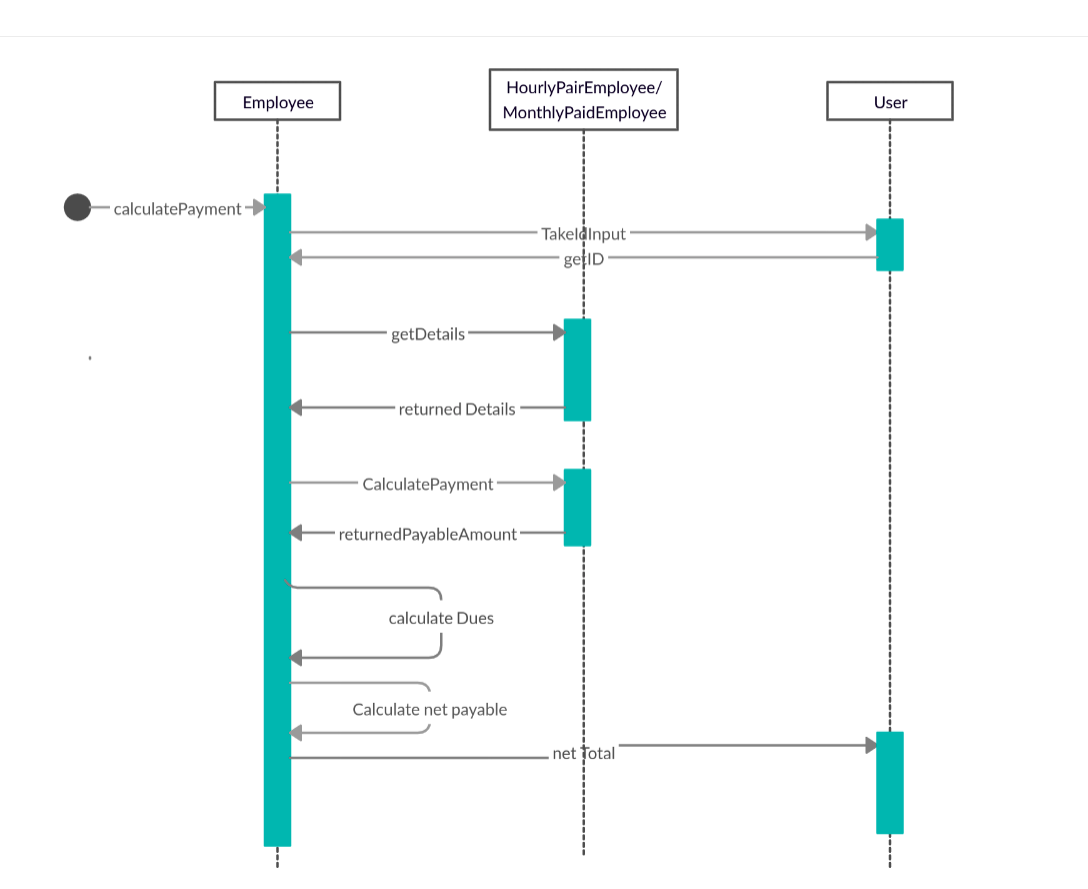 Employee
HourlyPairEmployee/
MonthlyPaidEmployee
User
calculatePayment
TakeIdInput
getID
getDetails
returned Details
CalculatePayment
returnedPayableAmount
calculate Dues
Calculate net payable
net Total